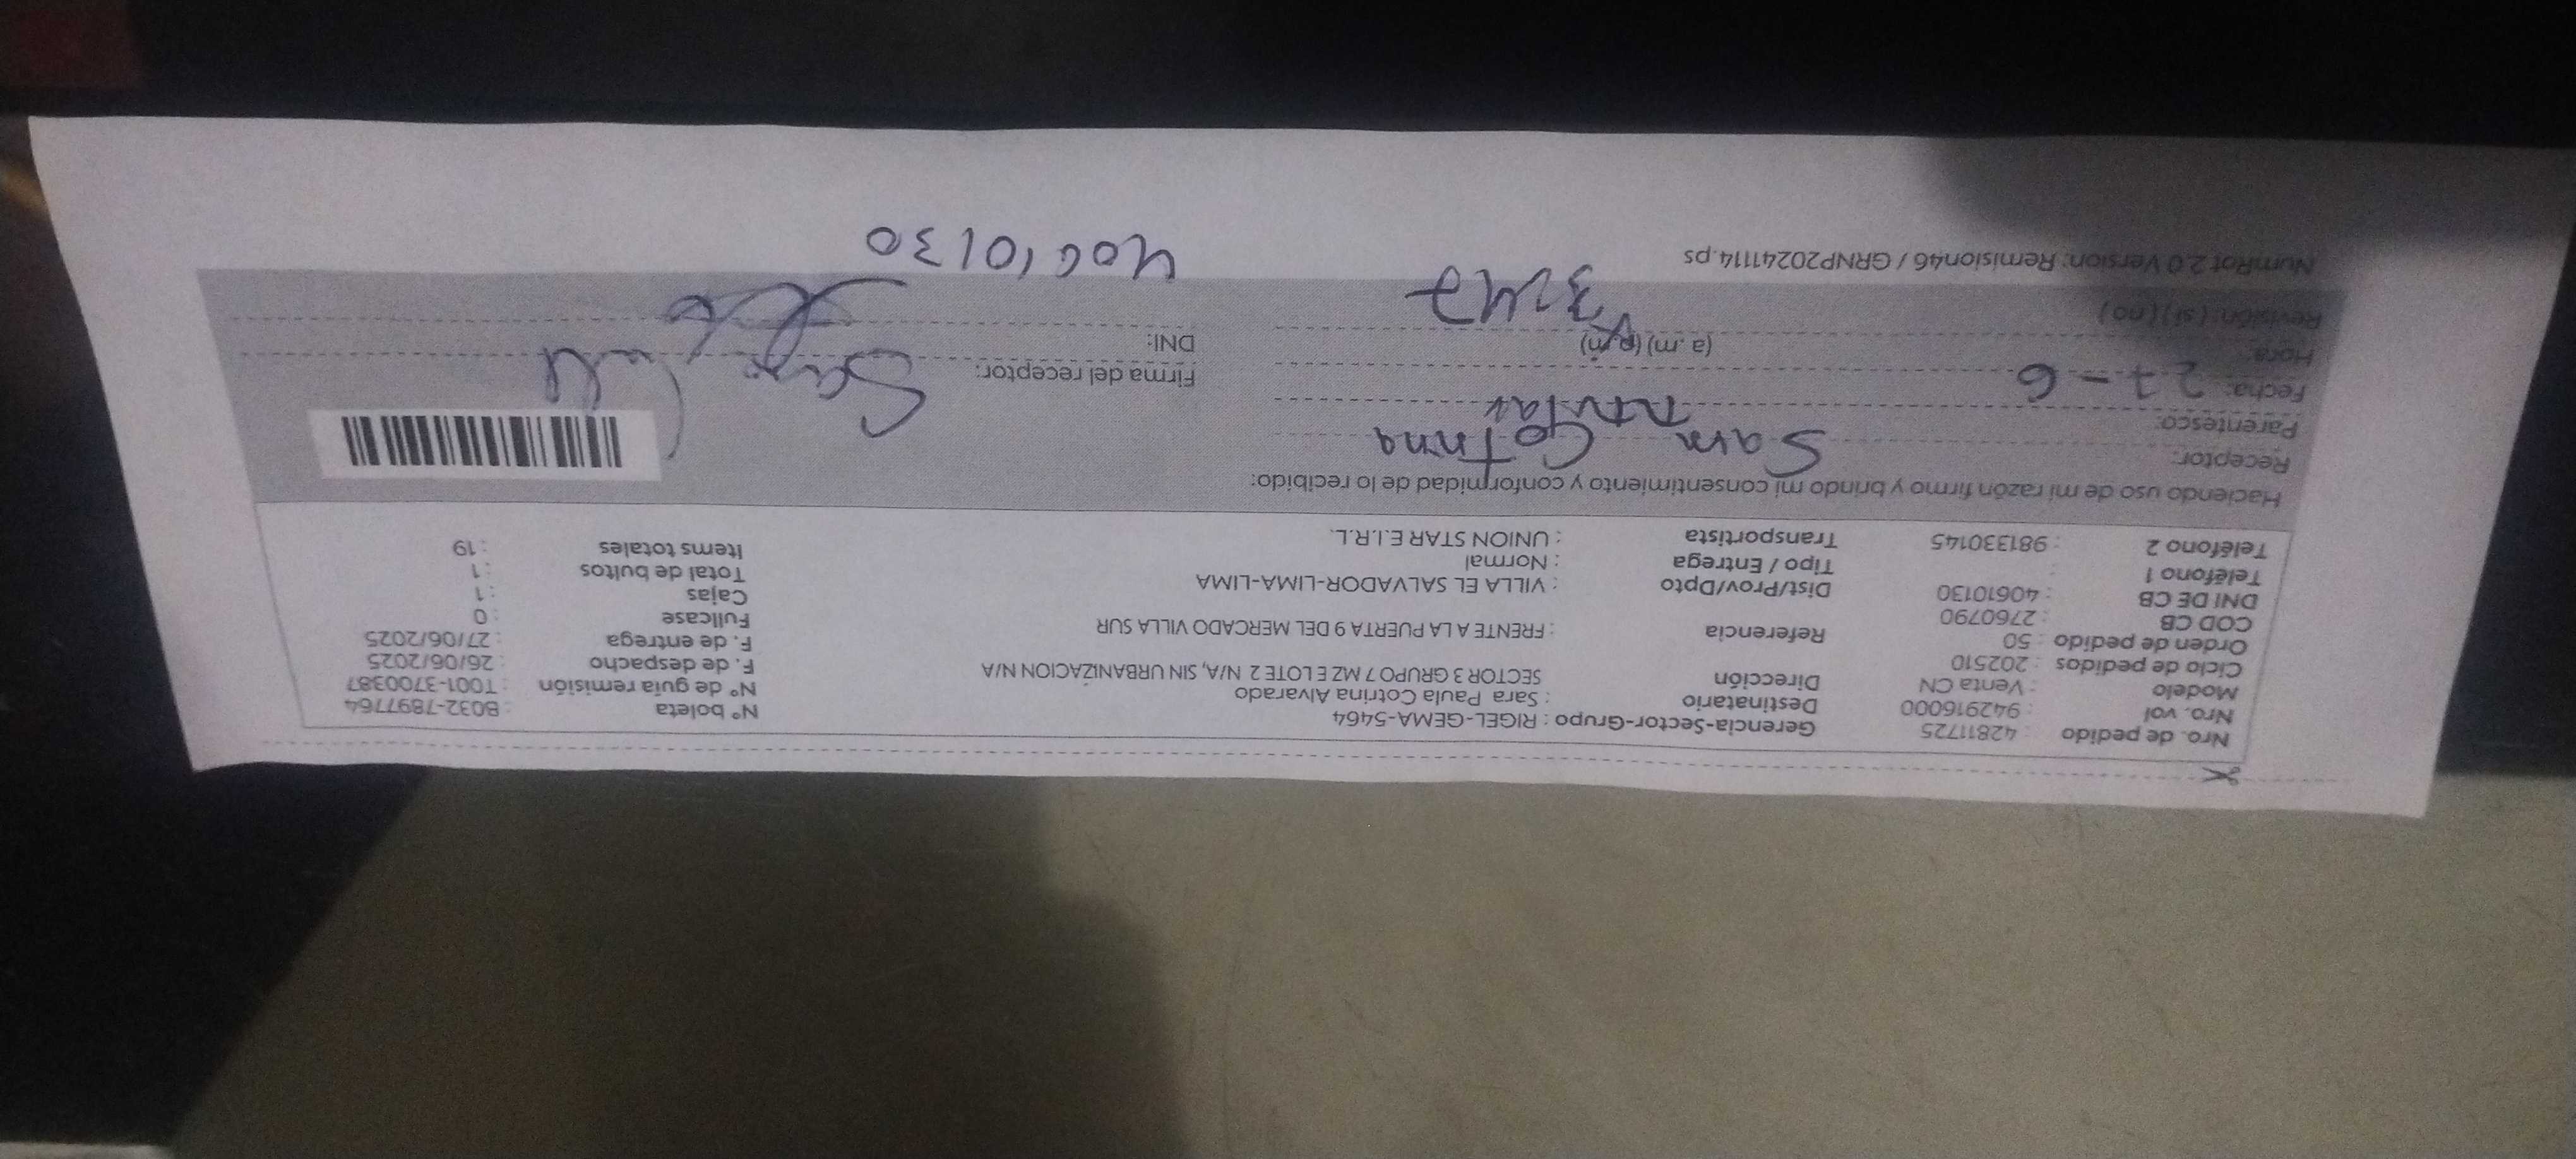 Nro. de pedido : 42811725 Gerencia-Sector-Grupo : RIGEL-GEMA-5464 Nº boleta : B032-7897764
Nro. vol : 942916000 Destinatario : Sara Paula Cotrina Alvarado Nº de guía remisión : T001-3700387
Modelo : Venta CN Dirección SECTOR 3 GRUPO 7 MZ E LOTE 2 N/A, SIN URBANIZACION N/A F. de despacho : 26/06/2025
Ciclo de pedidos : 202510 F. de entrega : 27/06/2025
Orden de pedido : 50 Referencia : FRENTE A LA PUERTA 9 DEL MERCADO VILLA SUR Fullcase : 0
COD CB : 2760790 Cajas : 1
DNI DE CB : 40610130 Dist/Prov/Dpto : VILLA EL SALVADOR-LIMA-LIMA Total de bultos : 1
Teléfono 1 : Tipo / Entrega : Normal Items totales : 19
Teléfono 2 : 981330145 Transportista : UNION STAR E.I.R.L.
Haciendo uso de mi razón firmo y brindo mi consentimiento y conformidad de lo recibido:
Receptor: Sara Cotrina
Parentesco: titular
Fecha: 27-6 Firma del receptor: Sara
Hora: (a.m) (p.m) 3:47 DNI: 40610130
Revisión: (si) (no)
NumRot 2.0 Version: Remision46 / GRNP20241114.ps